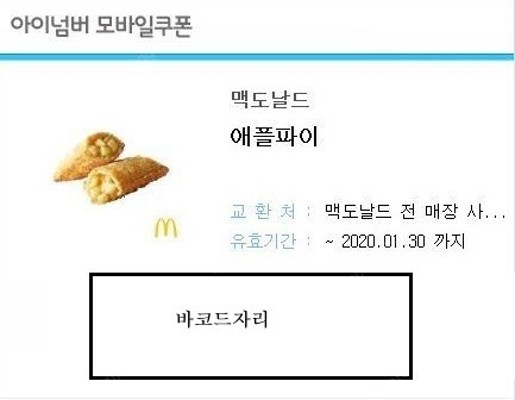 아이넘버 모바일쿠폰
맥도날드
애플파이
교 환 처 : 맥도날드 전 매장 사...
유효기간 : ~ 2020.01.30 까지
바코드자리